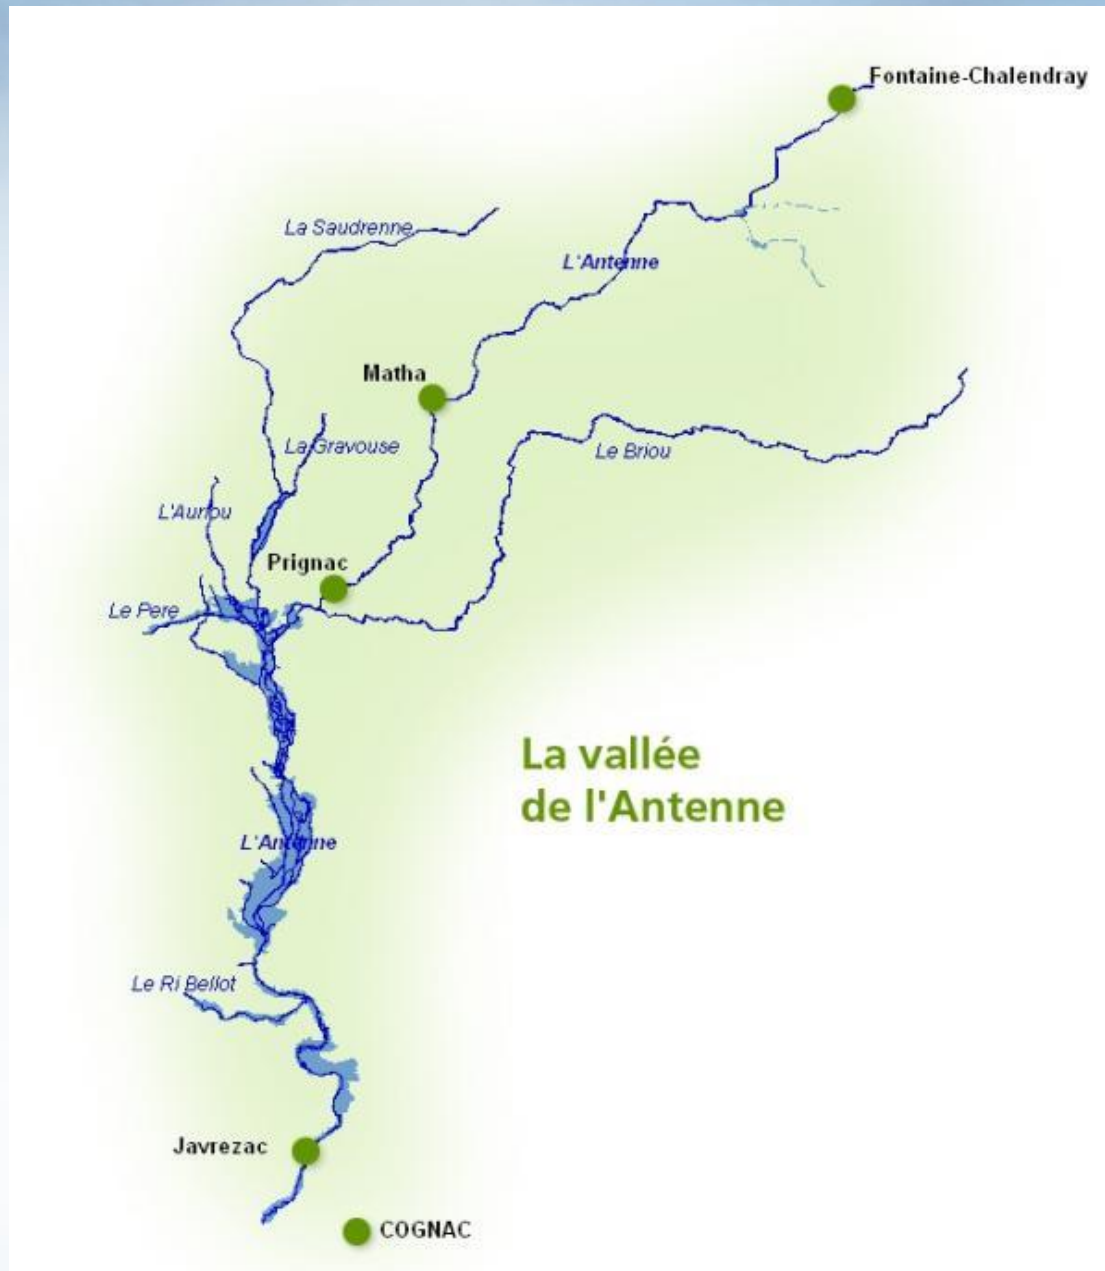 Fontaine-Chalendray
La Saudrenne
L'Antenne
Matha
La Gravouse
Le Briou
L'Auriou
Prignac
Le Pere
La vallée
de l'Antenne
L'Antenne
Le Ri Bellot
Javrezac
COGNAC